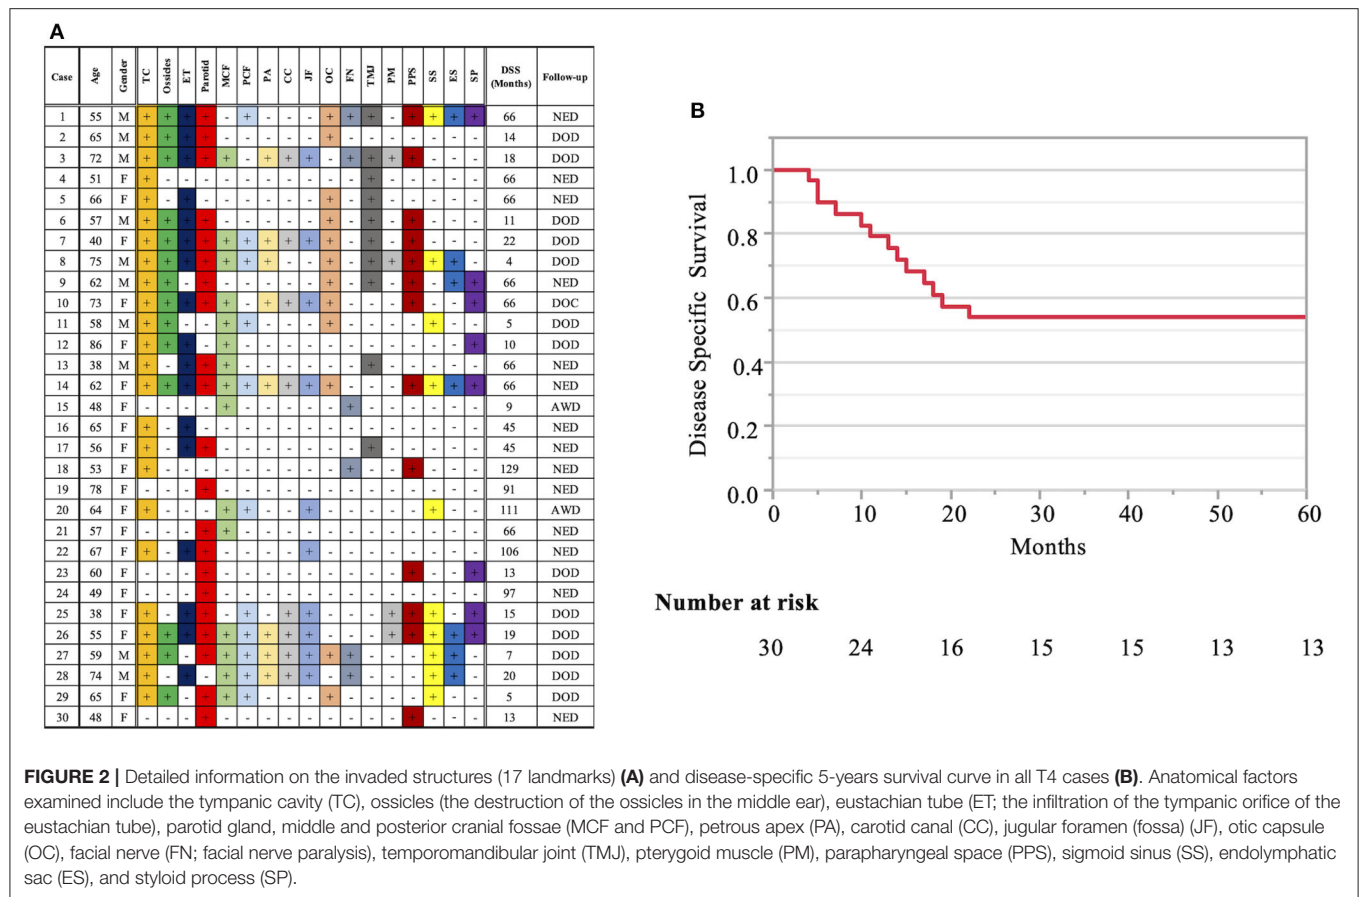 A
Case Age Gender TC Ossicles ET Parotid MCF PCF PA CC JF OC FN TMJ PM PPS SS ES SP DSS (Months) Follow-up
1 55 M + + + + - + - - - + + + - + + + + 66 NED
2 65 M + + + + - - - - - + - - - - - - - 14 DOD
3 72 M + + + + + - + + + - + + + + - - - 18 DOD
4 51 F + - - - - - - - - - - + - - - - - 66 NED
5 66 F + - + - - - - - - + - + - - - - - 66 NED
6 57 M + + + + - - - - - + - + - + - - - 11 DOD
7 40 F + + + + + + + + + + - + - + - - - 22 DOD
8 75 M + + + + + + + - - + - + + + + + - 4 DOD
9 62 M + + - + - - - - - + - + - + - + + 66 NED
10 73 F + + + + + - + + + + - - - + - - + 66 DOC
11 58 M + + - - + + - - - + - - - - + - - 5 DOD
12 86 F + + + - + - - - - - - - - - - - + 10 DOD
13 38 M + - + + + - - - - - - + - - - - - 66 NED
14 62 F + + + + + + + + + + - - - + + + + 66 NED
15 48 F - - - - + - - - - - + - - - - - - 9 AWD
16 65 F + - + - - - - - - - - - - - - - - 45 NED
17 56 F + - + + - - - - - - - + - - - - - 45 NED
18 53 F + - - - - - - - - - + - - + - - - 129 NED
19 78 F - - - + - - - - - - - - - - - - - 91 NED
20 64 F + - - - + + - - + - - - - - + - - 111 AWD
21 57 F - - - + + - - - - - - - - - - - - 66 NED
22 67 F + - + + - - - - + - - - - - - - - 106 NED
23 60 F - - - + - - - - - - - - - + - - + 13 DOD
24 49 F - - - + - - - - - - - - - - - - - 97 NED
25 38 F + - + + - + - + + - - - + + + - + 15 DOD
26 55 F + + + + + + + + + - - - + + + + + 19 DOD
27 59 M + + - + + + + + + + + - - - + + - 7 DOD
28 74 M + - + - + + + + + - + - - - + + - 20 DOD
29 65 F + + - + + + - - - + - - - - + - - 5 DOD
30 48 F - - - + - - - - - - - - - + - - - 13 NED
B
Disease Specific Survival
1.0
0.8
0.6
0.4
0.2
0.0
0 10 20 30 40 50 60
Months
Number at risk
30 24 16 15 15 13 13
FIGURE 2 | Detailed information on the invaded structures (17 landmarks) (A) and disease-specific 5-years survival curve in all T4 cases (B). Anatomical factors
examined include the tympanic cavity (TC), ossicles (the destruction of the ossicles in the middle ear), eustachian tube (ET; the infiltration of the tympanic orifice of the
eustachian tube), parotid gland, middle and posterior cranial fossae (MCF and PCF), petrous apex (PA), carotid canal (CC), jugular foramen (fossa) (JF), otic capsule
(OC), facial nerve (FN; facial nerve paralysis), temporomandibular joint (TMJ), pterygoid muscle (PM), parapharyngeal space (PPS), sigmoid sinus (SS), endolymphatic
sac (ES), and styloid process (SP).